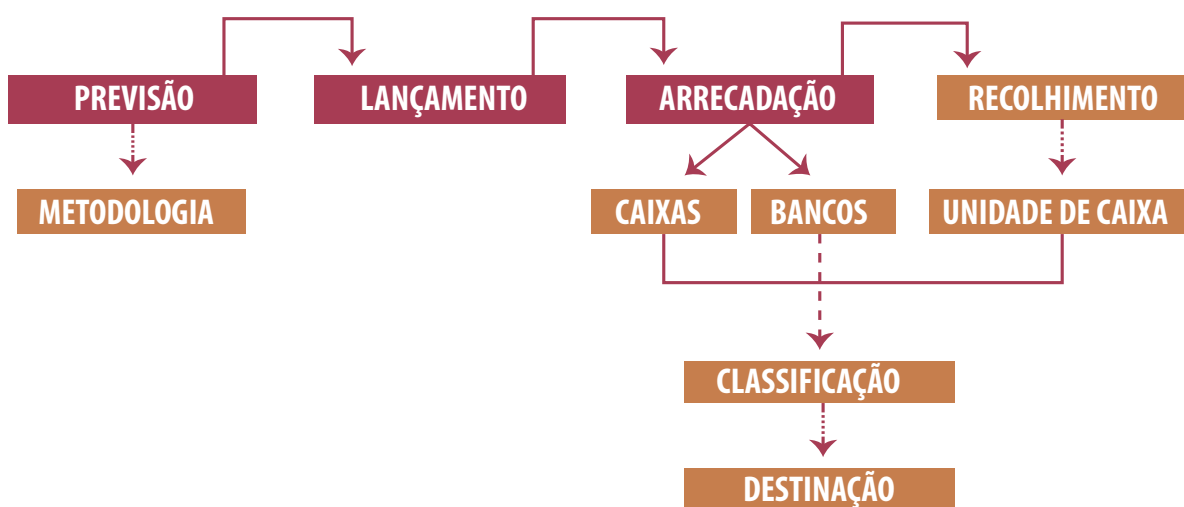 PREVISÃO
LANÇAMENTO
ARRECADAÇÃO
RECOLHIMENTO
METODOLOGIA
CAIXAS
BANCOS
UNIDADE DE CAIXA
CLASSIFICAÇÃO
DESTINAÇÃO